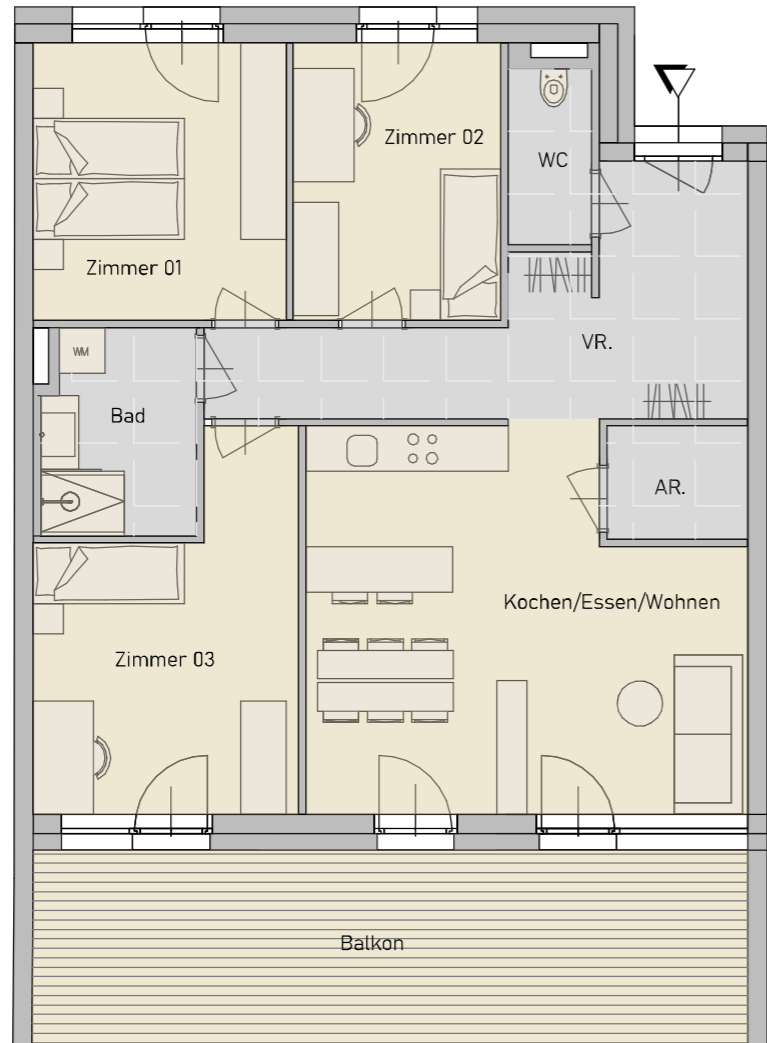 Zimmer 02
WC
Zimmer 01
VR.
WM
Bad
AR.
Kochen/Essen/Wohnen
Zimmer 03
Balkon